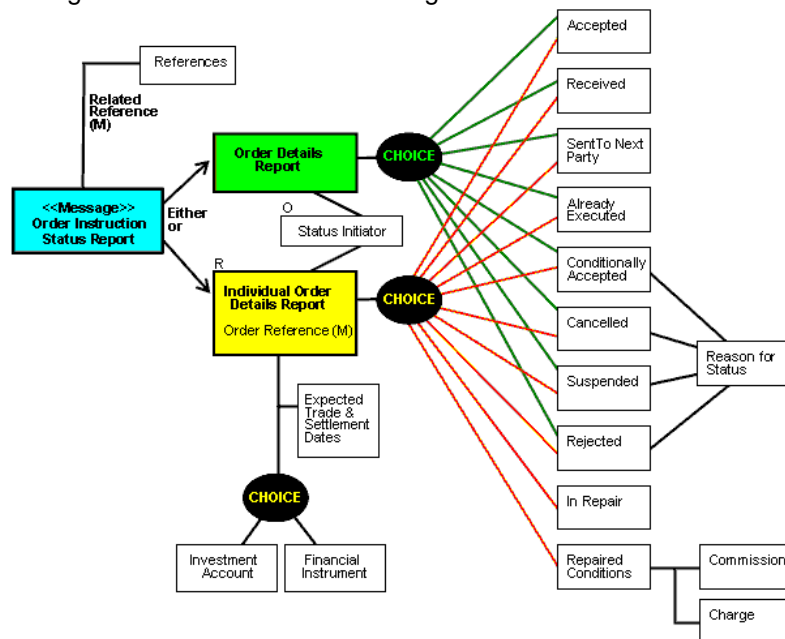 Accepted
References
Received
Related
Reference
(M)
Order Details
Report
CHOICE
SentTo Next
Party
<<Message>>
Order Instruction
Status Report
Either
or
O
Status Initiator
Already
Executed
R
Individual Order
Details Report
Order Reference (M)
CHOICE
Conditionally
Accepted
Cancelled
Reason for
Status
Suspended
Expected
Trade &
Settlement
Dates
Rejected
CHOICE
In Repair
Investment
Account
Financial
Instrument
Repaired
Conditions
Commission
Charge